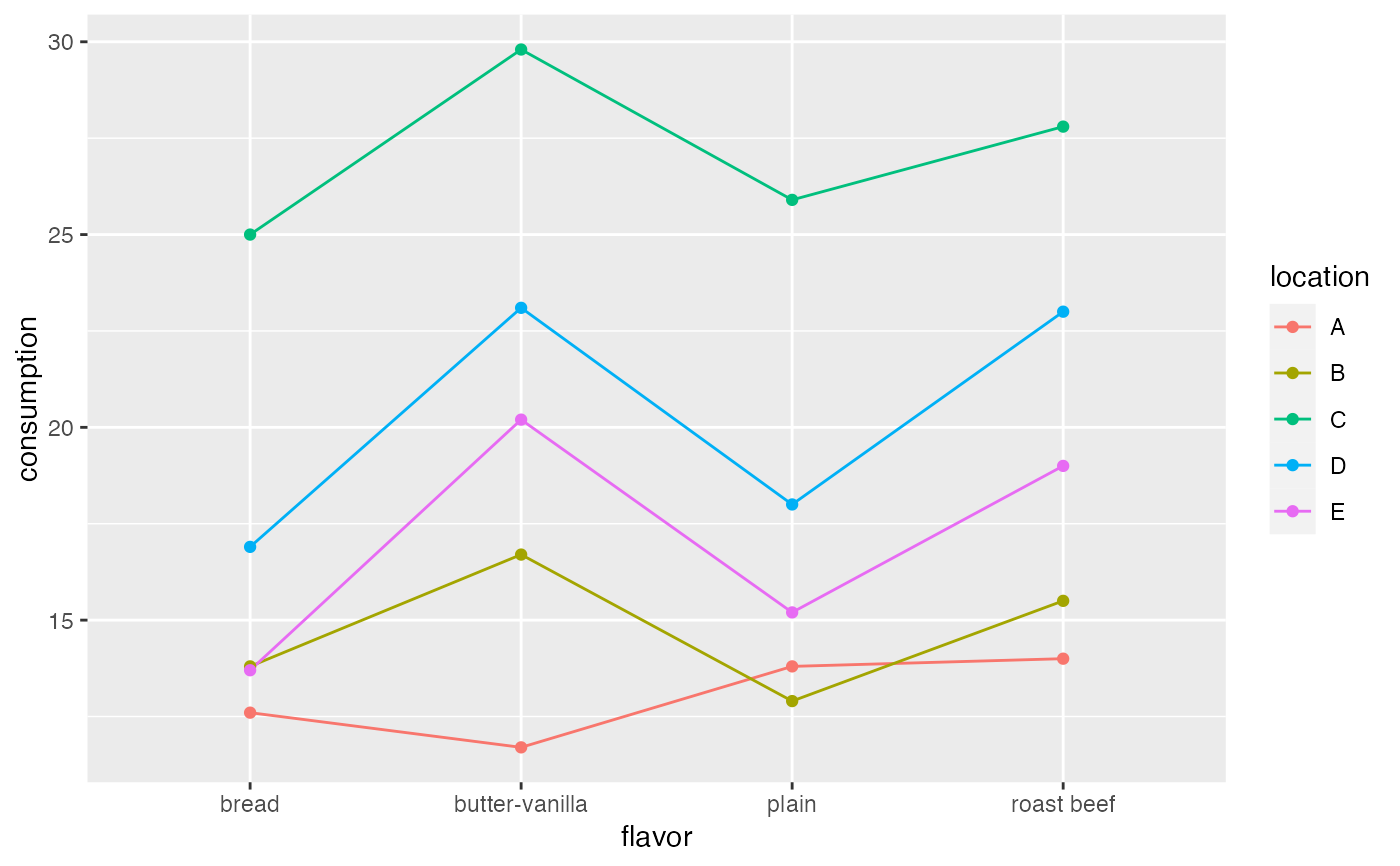 30
25
20
15
consumption
bread butter-vanilla plain roast beef
flavor
location
A
B
C
D
E